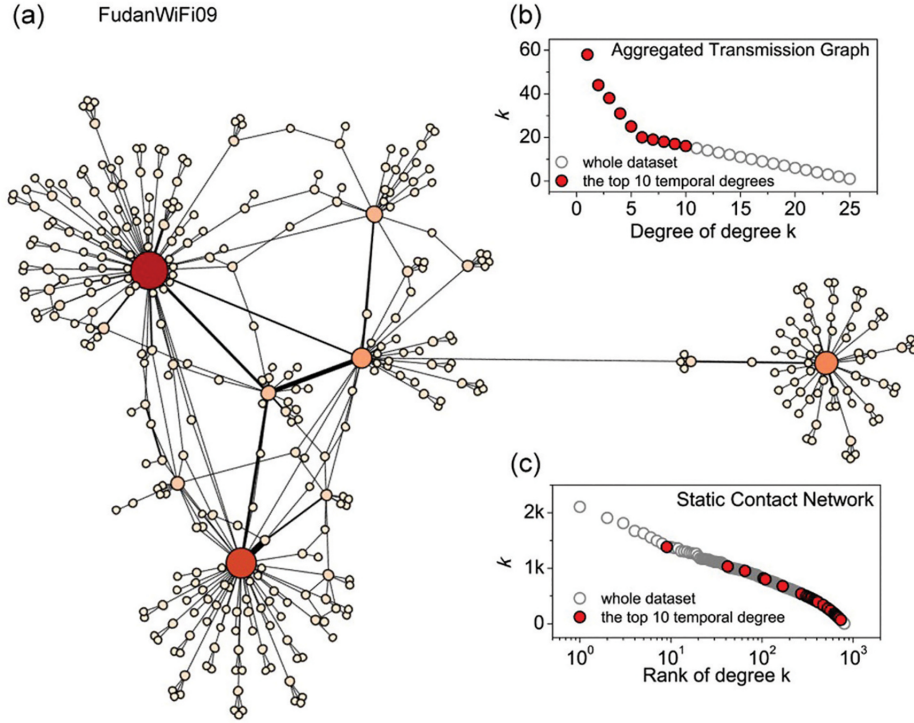 (a) FudanWiFi09
(b)
Aggregated Transmission Graph
60
40
20
0
k
whole dataset
the top 10 temporal degrees
0 5 10 15 20 25
Degree of degree k
(c)
Static Contact Network
2k
1k
0
k
whole dataset
the top 10 temporal degree
10⁰ 10¹ 10² 10³
Rank of degree k